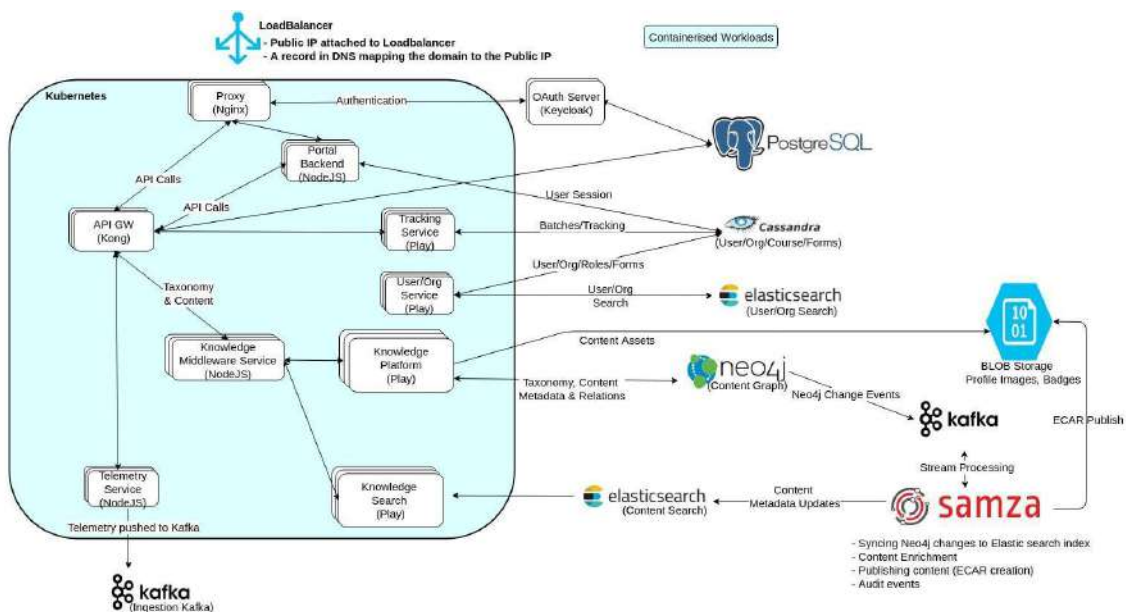 LoadBalancer
- Public IP attached to Loadbalancer
- A record in DNS mapping the domain to the Public IP
Containerised Workloads
Kubernetes
Proxy
(Nginx)
Authentication
OAuth Server
(Keycloak)
PostgreSQL
Portal
Backend
(NodeJS)
API Calls
API Calls
User Session
API GW
(Kong)
Tracking
Service
(Play)
Batches/Tracking
Cassandra
(User/Org/Course/Forms)
User/Org/Roles/Forms
User/Org
Service
(Play)
User/Org
Search
elasticsearch
(User/Org Search)
Taxonomy
& Content
10
01
BLOB Storage
Profile Images, Badges
Content Assets
Knowledge
Middleware Service
(NodeJS)
Knowledge
Platform
(Play)
Taxonomy, Content
Metadata & Relations
neo4j
(Content Graph)
Neo4j Change Events
kafka
ECAR Publish
Stream Processing
Telemetry
Service
(NodeJS)
Knowledge
Search
(Play)
elasticsearch
(Content Search)
Content
Metadata Updates
samza
- Syncing Neo4j changes to Elastic search index
- Content Enrichment
- Publishing content (ECAR creation)
- Audit events
Telemetry pushed to Kafka
kafka
(Ingestion Kafka)